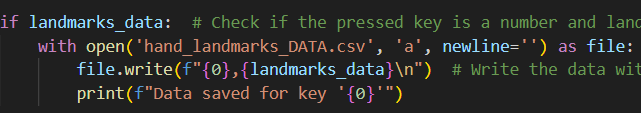 if landmarks_data:  # Check if the pressed key is a number and land
    with open('hand_landmarks_DATA.csv', 'a', newline='') as file:
        file.write(f"{0},{landmarks_data}\n")  # Write the data wit
        print(f"Data saved for key '{0}'")